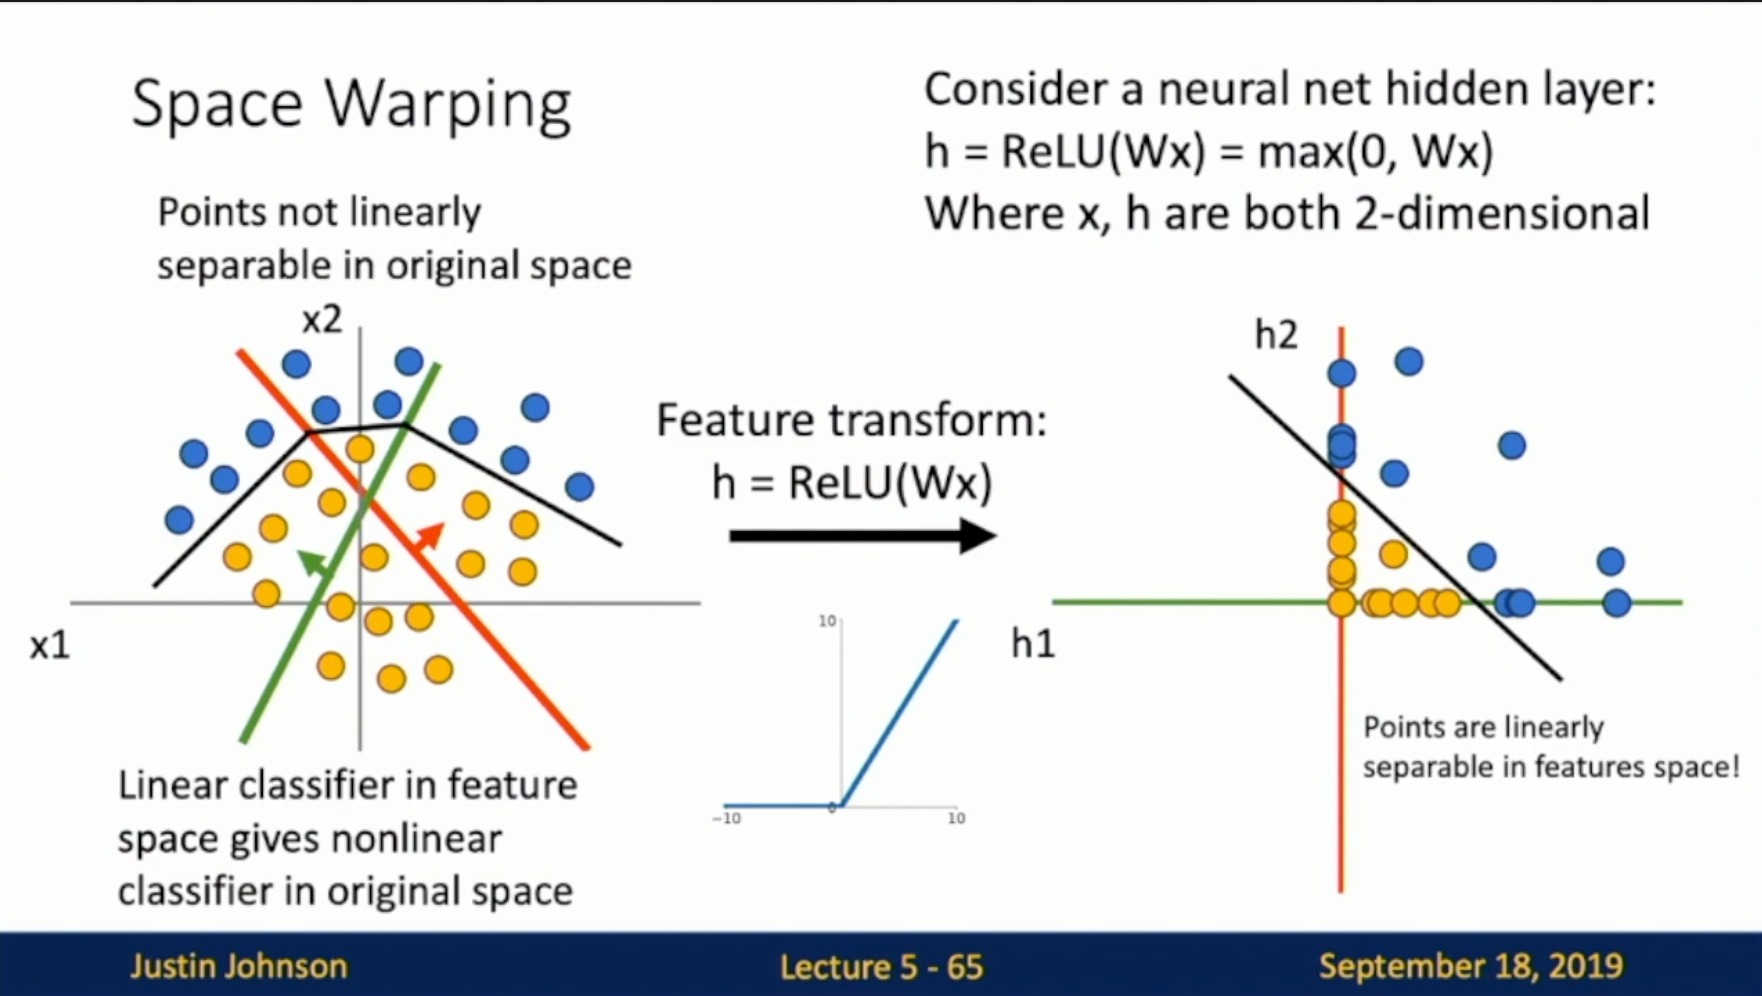 Space Warping
Consider a neural net hidden layer:
h = ReLU(Wx) = max(0, Wx)
Where x, h are both 2-dimensional
Points not linearly
separable in original space
x2
x1
Feature transform:
h = ReLU(Wx)
10
0
-10
10
h2
h1
Points are linearly
separable in features space!
Linear classifier in feature
space gives nonlinear
classifier in original space
Justin Johnson
Lecture 5 - 65
September 18, 2019